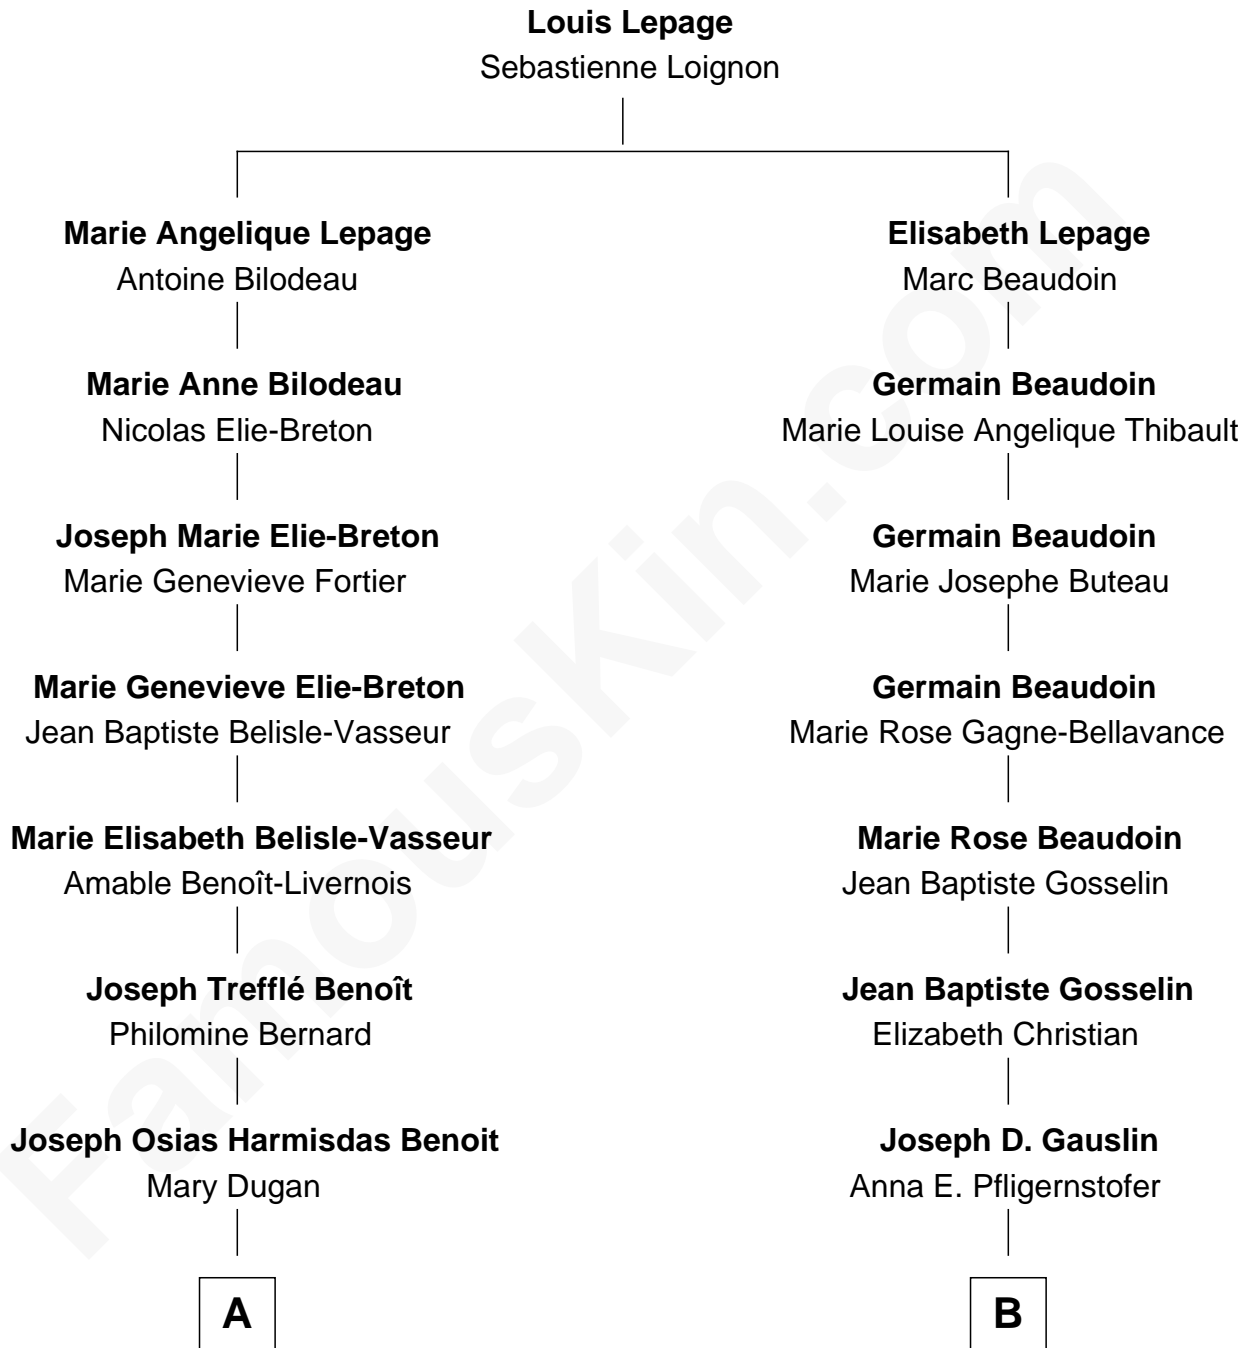 Louis Lepage
Sebastienne Loignon
Marie Angelique Lepage
Antoine Bilodeau
Marie Anne Bilodeau
Nicolas Elie-Breton
Joseph Marie Elie-Breton
Marie Genevieve Fortier
Marie Genevieve Elie-Breton
Jean Baptiste Belisle-Vasseur
Marie Elisabeth Belisle-Vasseur
Amable Benoît-Livernois
Joseph Trefflé Benoît
Philomine Bernard
Joseph Osias Harmisdas Benoit
Mary Dugan
A
Elisabeth Lepage
Marc Beaudoin
Germain Beaudoin
Marie Louise Angelique Thibault
Germain Beaudoin
Marie Josephe Buteau
Germain Beaudoin
Marie Rose Gagne-Bellavance
Marie Rose Beaudoin
Jean Baptiste Gosselin
Jean Baptiste Gosselin
Elizabeth Christian
Joseph D. Gauslin
Anna E. Pfligernstofer
B
FamousKin.com